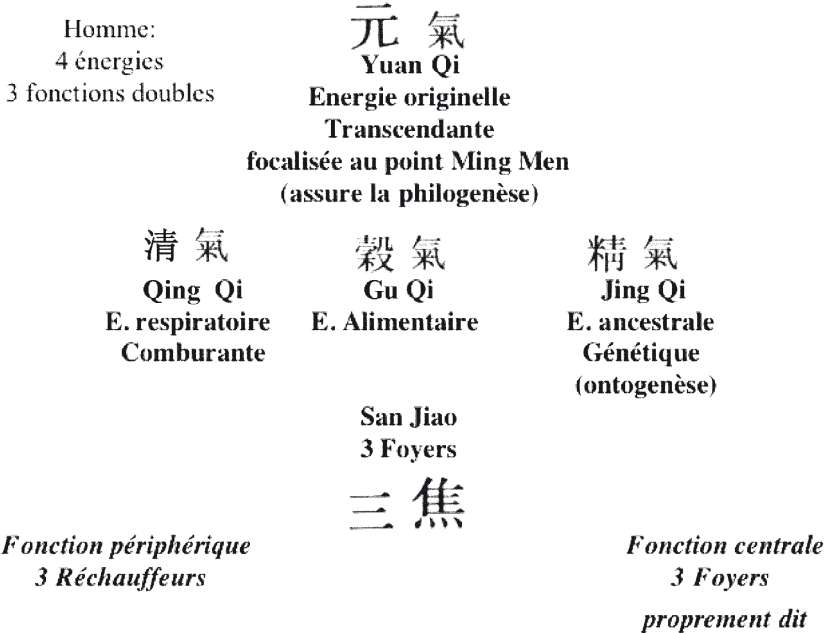 Homme:
4 énergies
3 fonctions doubles
元 氣
Yuan Qi
Energie originelle
Transcendante
focalisée au point Ming Men
(assure la philogenèse)
清 氣
Qing Qi
E. respiratoire
Comburante
穀 氣
Gu Qi
E. Alimentaire
精 氣
Jing Qi
E. ancestrale
Génétique
(ontogenèse)
San Jiao
3 Foyers
三 焦
Fonction périphérique
3 Réchauffeurs
Fonction centrale
3 Foyers
proprement dit